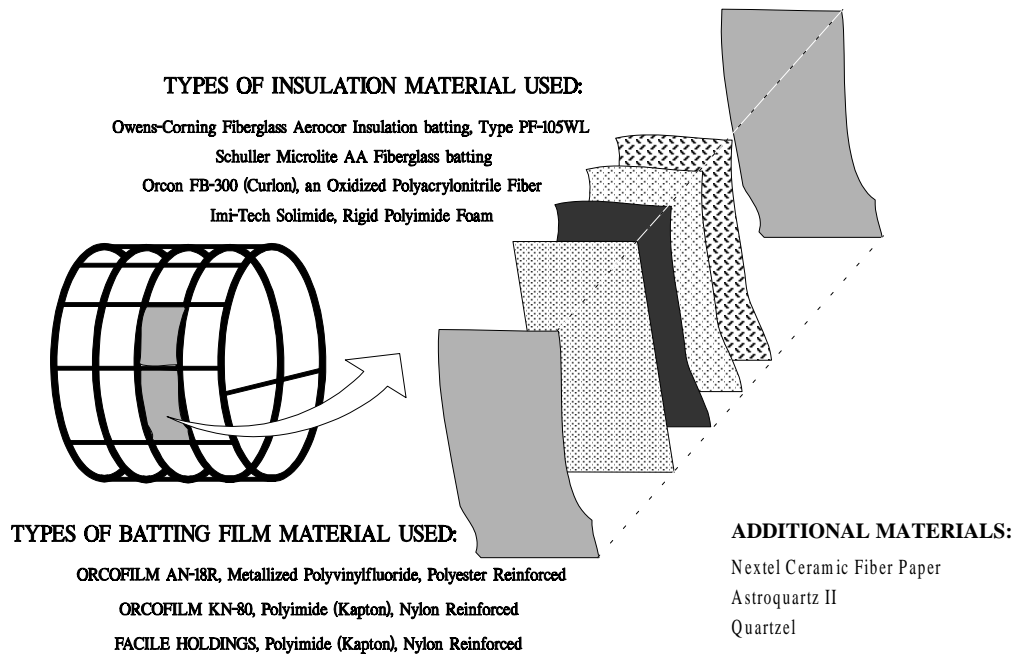 TYPES OF INSULATION MATERIAL USED:
Owens-Corning Fiberglass Aerocor Insulation batting, Type PF-105WL
Schuller Microlite AA Fiberglass batting
Orcon FB-300 (Curlon), an Oxidized Polyacrylonitrile Fiber
Imi-Tech Solimide, Rigid Polyimide Foam
TYPES OF BATTING FILM MATERIAL USED:
ORCOFILM AN-18R, Metallized Polyvinylfluoride, Polyester Reinforced
ORCOFILM KN-80, Polyimide (Kapton), Nylon Reinforced
FACILE HOLDINGS, Polyimide (Kapton), Nylon Reinforced
ADDITIONAL MATERIALS:
Nextel Ceramic Fiber Paper
Astroquartz II
Quartzel